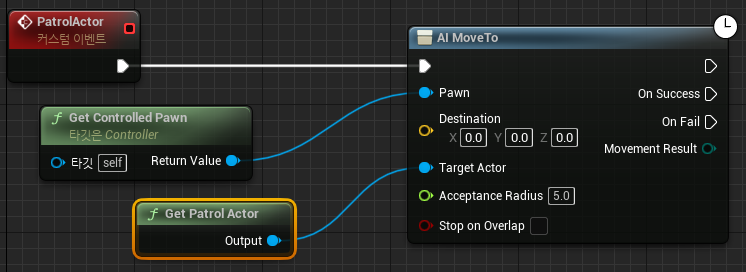 PatrolActor
커스텀 이벤트
AI MoveTo
Pawn
On Success
Destination
X 0.0 Y 0.0 Z 0.0
On Fail
Movement Result
Target Actor
Acceptance Radius 5.0
Stop on Overlap
f Get Controlled Pawn
타깃은 Controller
타깃 self Return Value
f Get Patrol Actor
Output